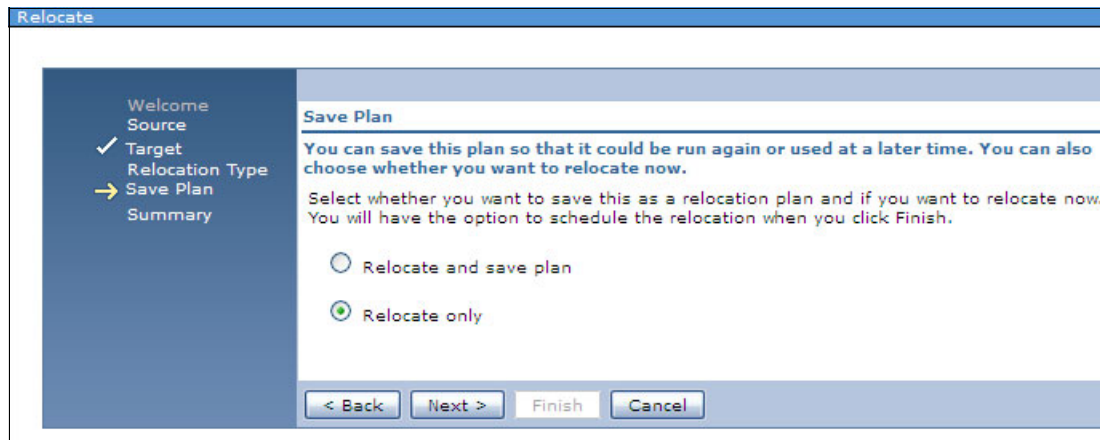 Relocate
Welcome
Source
Target
Relocation Type
Save Plan
Summary
Save Plan
You can save this plan so that it could be run again or used at a later time. You can also
choose whether you want to relocate now.
Select whether you want to save this as a relocation plan and if you want to relocate now.
You will have the option to schedule the relocation when you click Finish.
Relocate and save plan
Relocate only
< Back Next > Finish Cancel